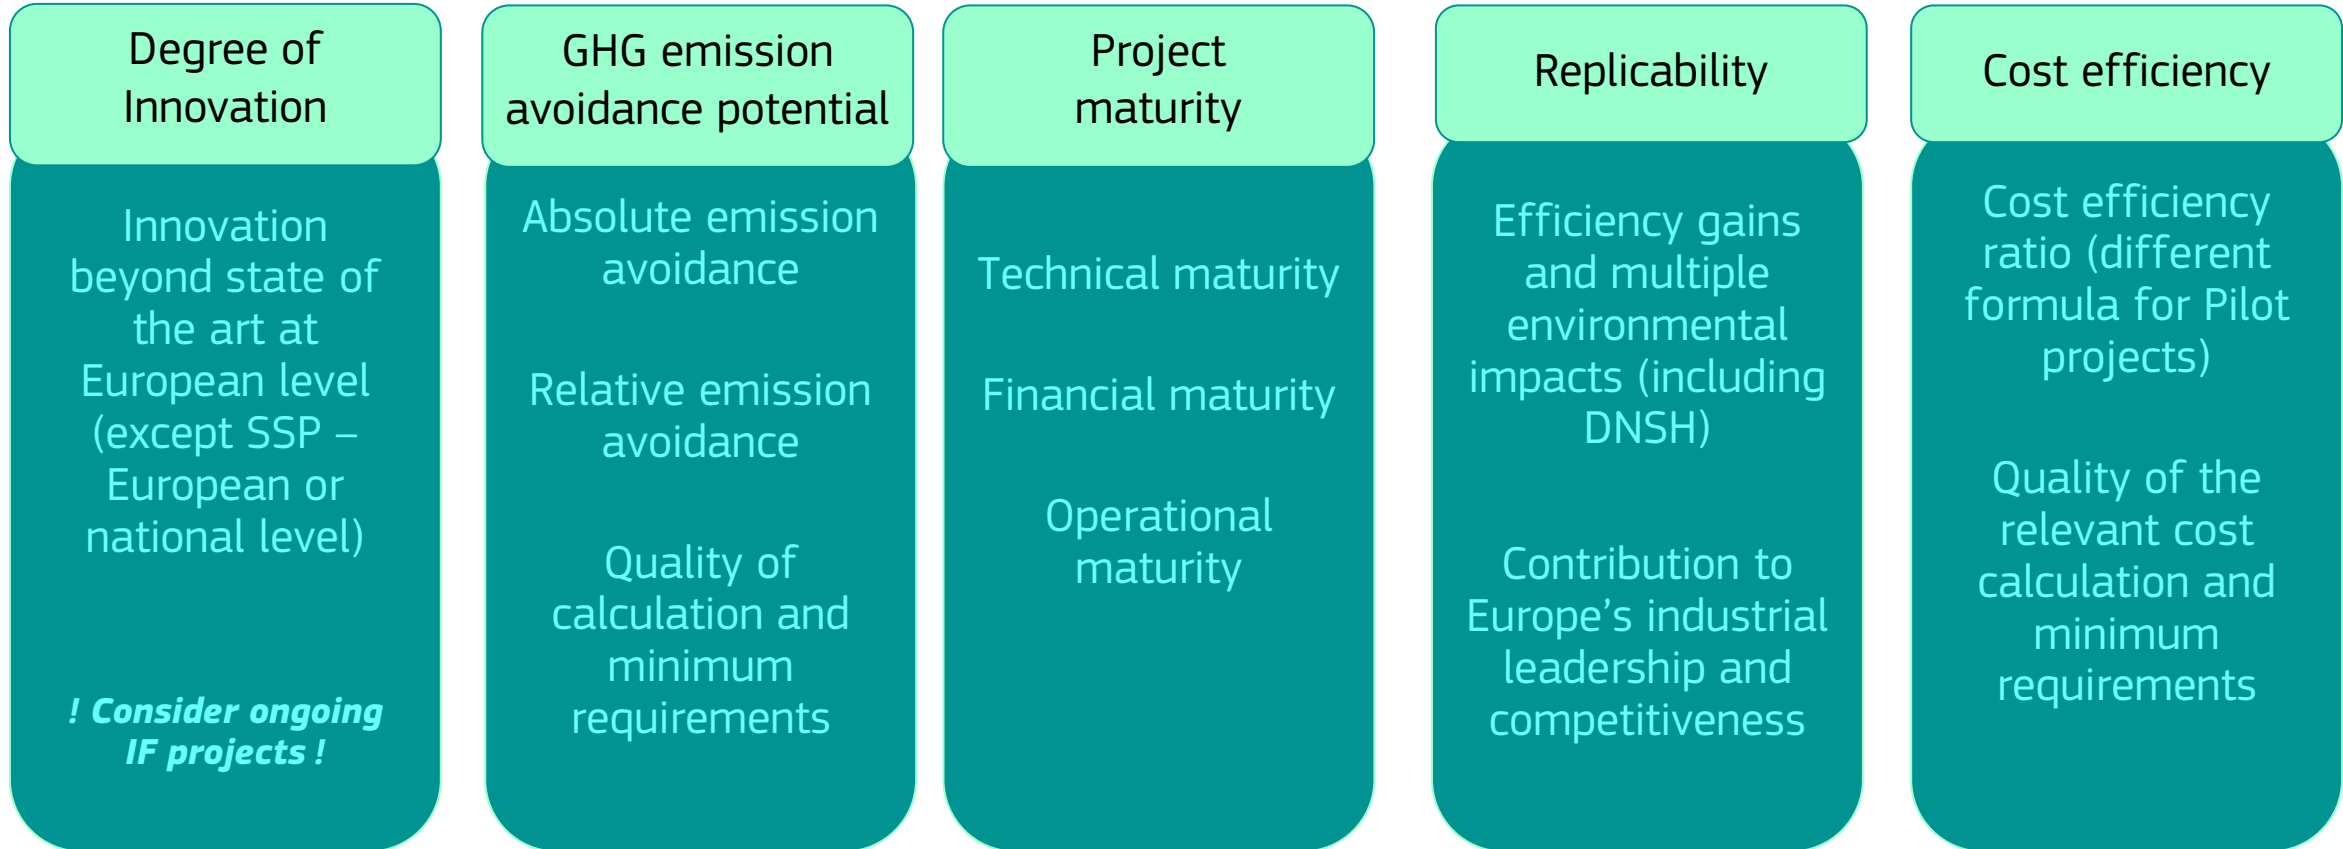 Degree of
Innovation
Innovation
beyond state of
the art at
European level
(except SSP –
European or
national level)
! Consider ongoing
IF projects !
GHG emission
avoidance potential
Absolute emission
avoidance
Relative emission
avoidance
Quality of
calculation and
minimum
requirements
Project
maturity
Technical maturity
Financial maturity
Operational
maturity
Replicability
Efficiency gains
and multiple
environmental
impacts (including
DNSH)
Contribution to
Europe’s industrial
leadership and
competitiveness
Cost efficiency
Cost efficiency
ratio (different
formula for Pilot
projects)
Quality of the
relevant cost
calculation and
minimum
requirements